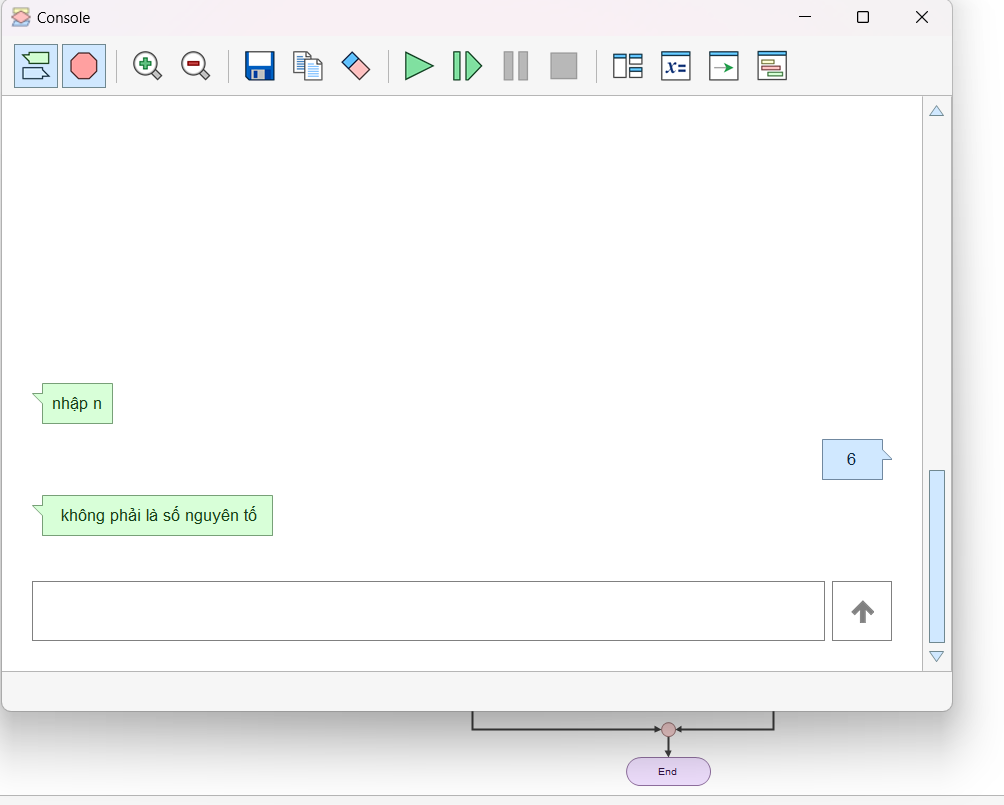 Console
x=
nhập n
6
không phải là số nguyên tố
End